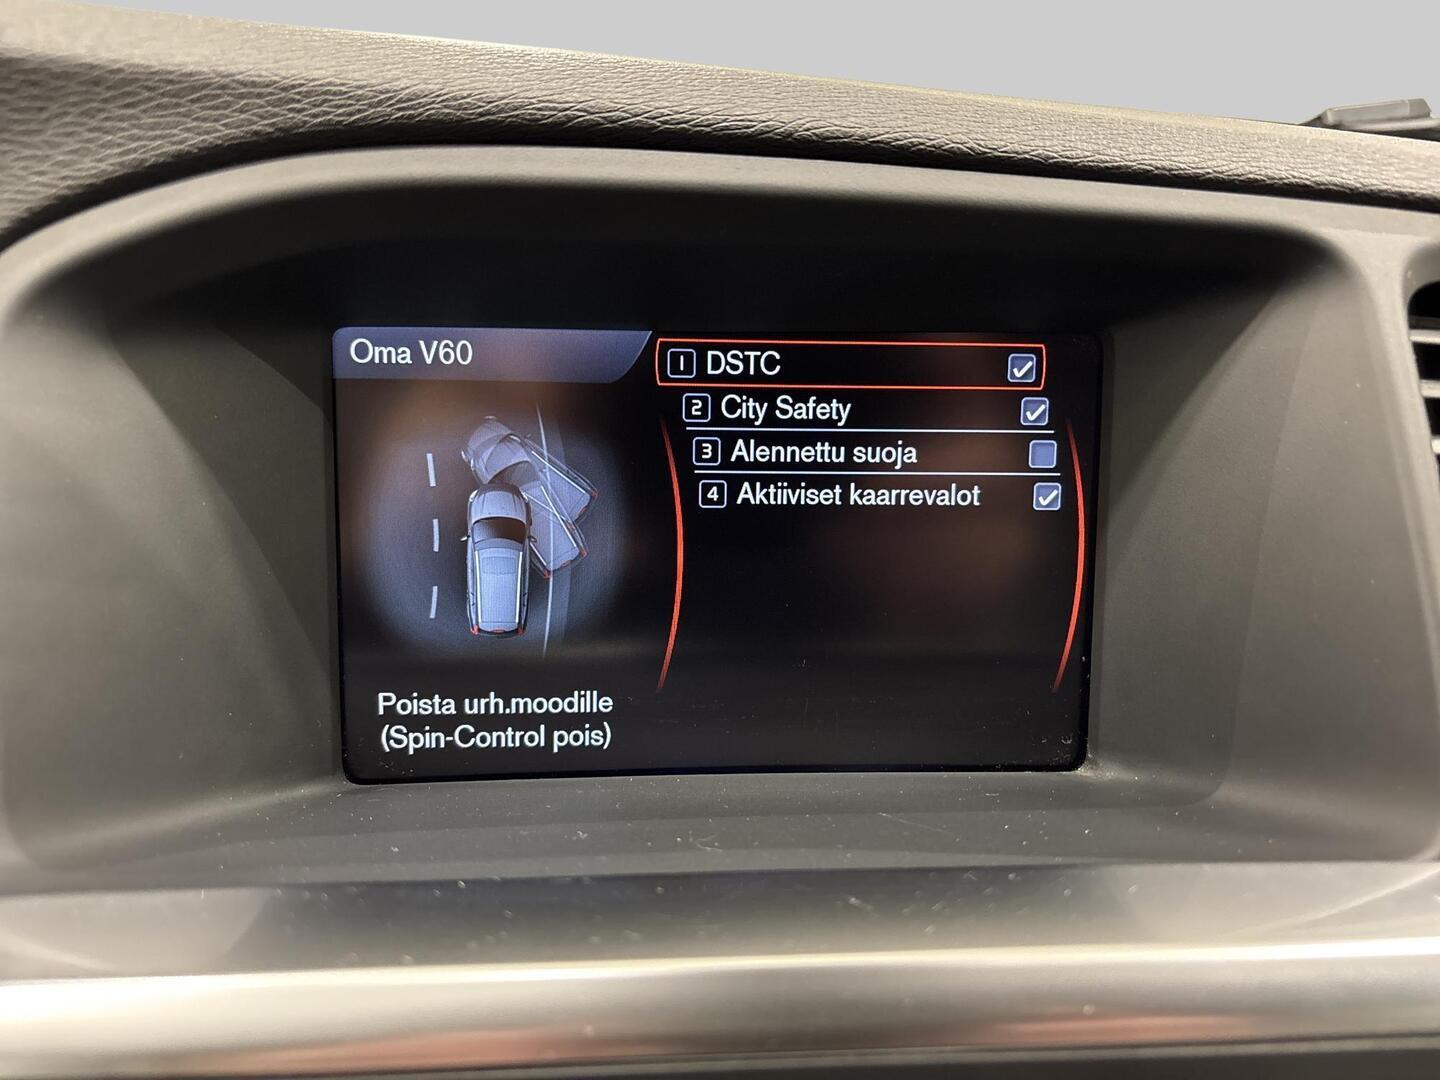 Oma V60
1 DSTC
2 City Safety
3 Alennettu suoja
4 Aktiiviset kaarrevalot
Poista urh.moodille
(Spin-Control pois)